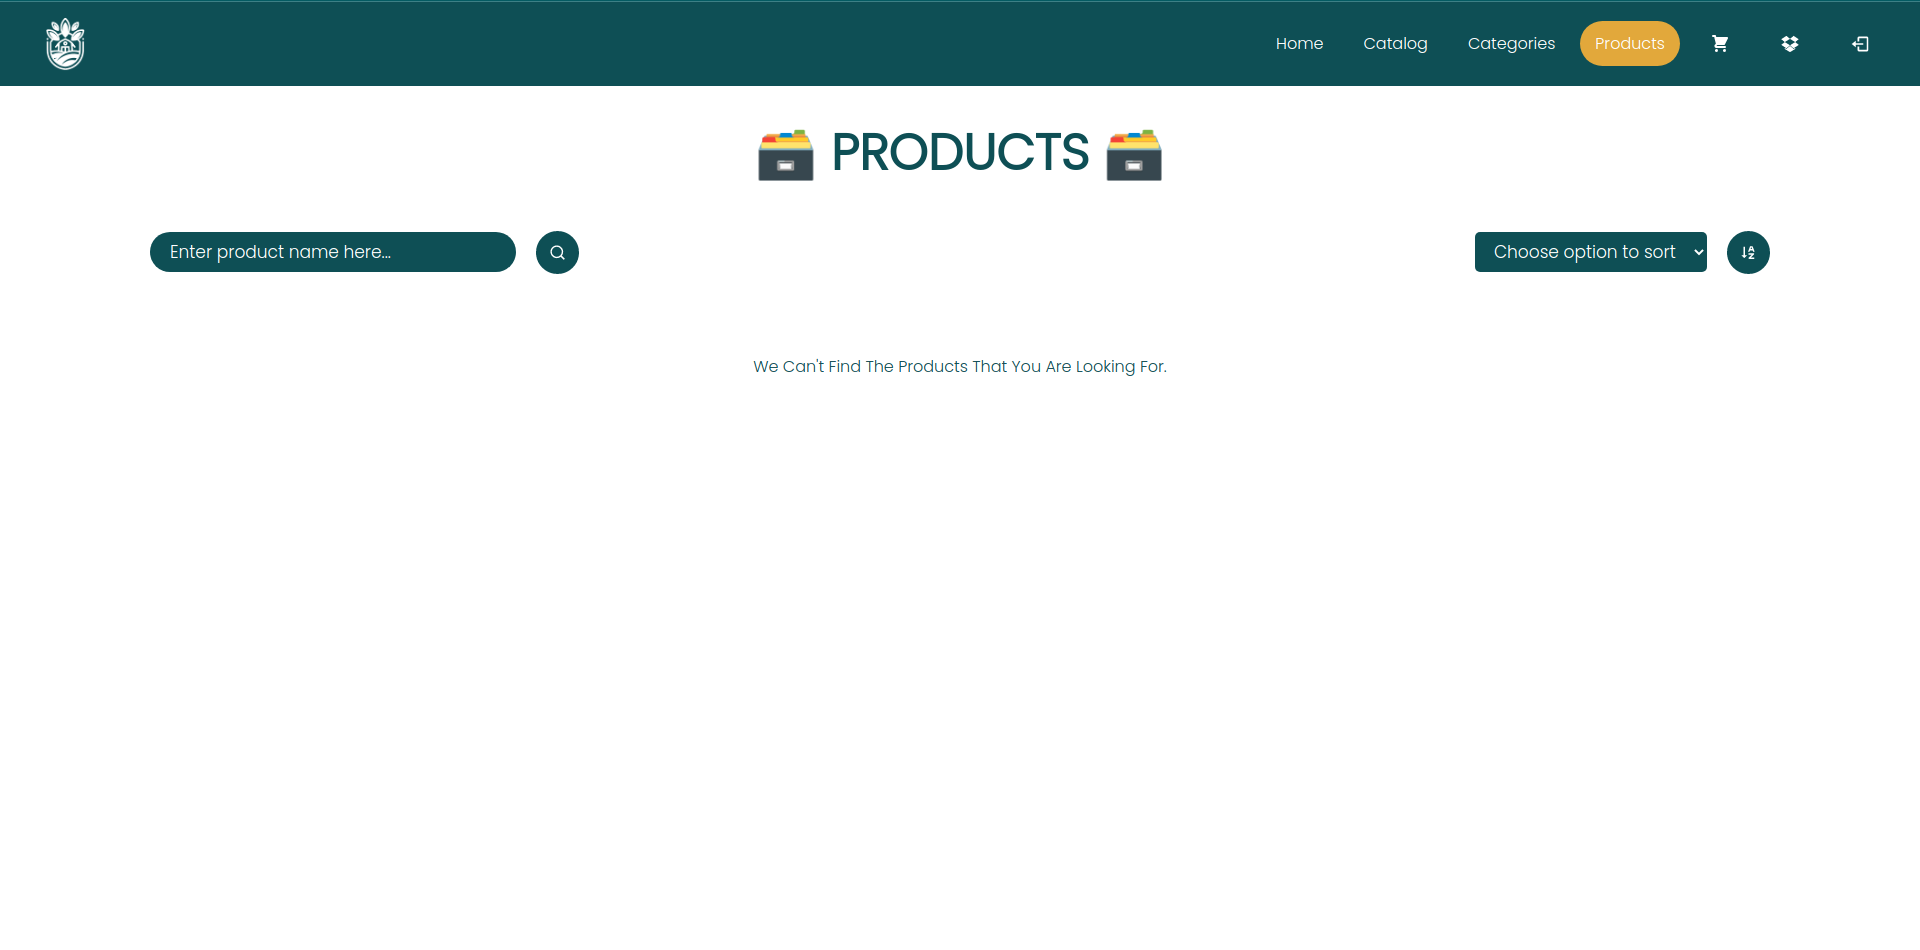 Home Catalog Categories Products
PRODUCTS
Enter product name here...
Choose option to sort
We Can't Find The Products That You Are Looking For.